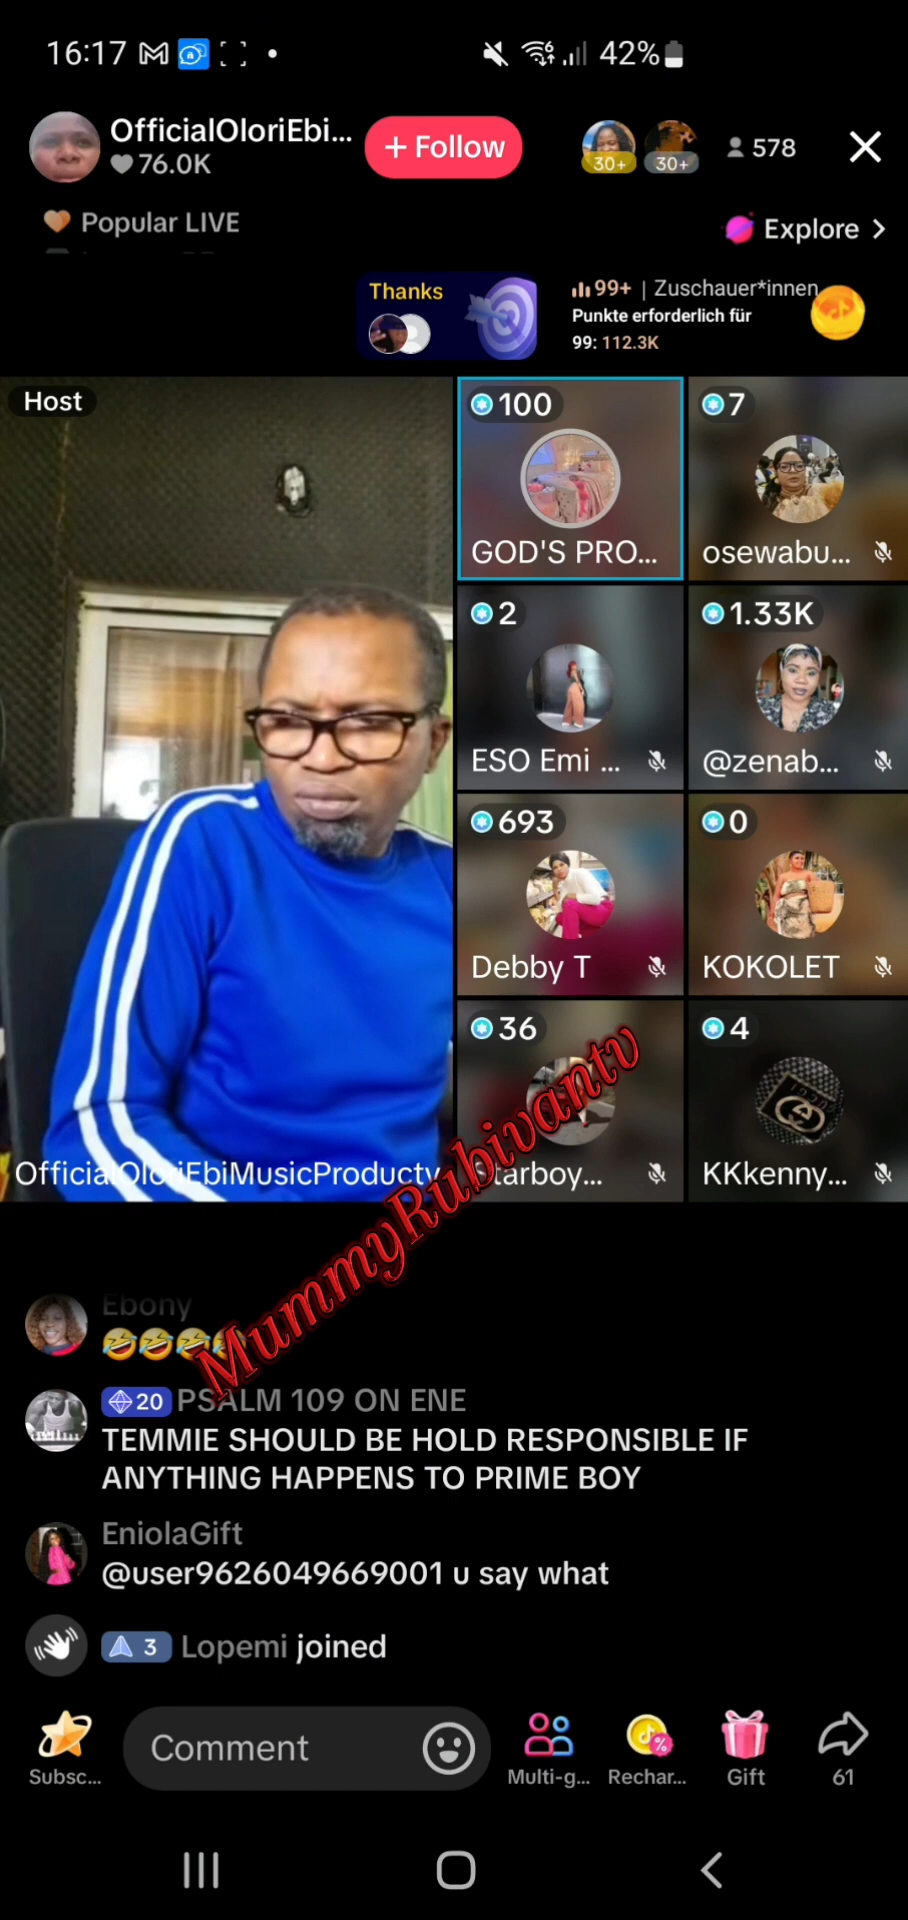 16:17
42%
OfficialOloriEbi...
76.0K
+ Follow
30+
30+
578
Popular LIVE
Explore >
Thanks
99+ | Zuschauer*innen
Punkte erforderlich für
99: 112.3K
Host
100
GOD'S PRO...
7
osewabu...
2
ESO Emi ...
1.33K
@zenab...
693
Debby T
0
KOKOLET
36
Starboy...
4
GUCCI
KKkenny...
OfficialOloriEbiMusicProductv
MummyRubivantv
Ebony
🤣🤣🤣🤣
20 PSALM 109 ON ENE
TEMMIE SHOULD BE HOLD RESPONSIBLE IF
ANYTHING HAPPENS TO PRIME BOY
EniolaGift
@user9626049669001 u say what
3 Lopemi joined
Subsc...
Comment
Multi-g...
Rechar...
Gift
61